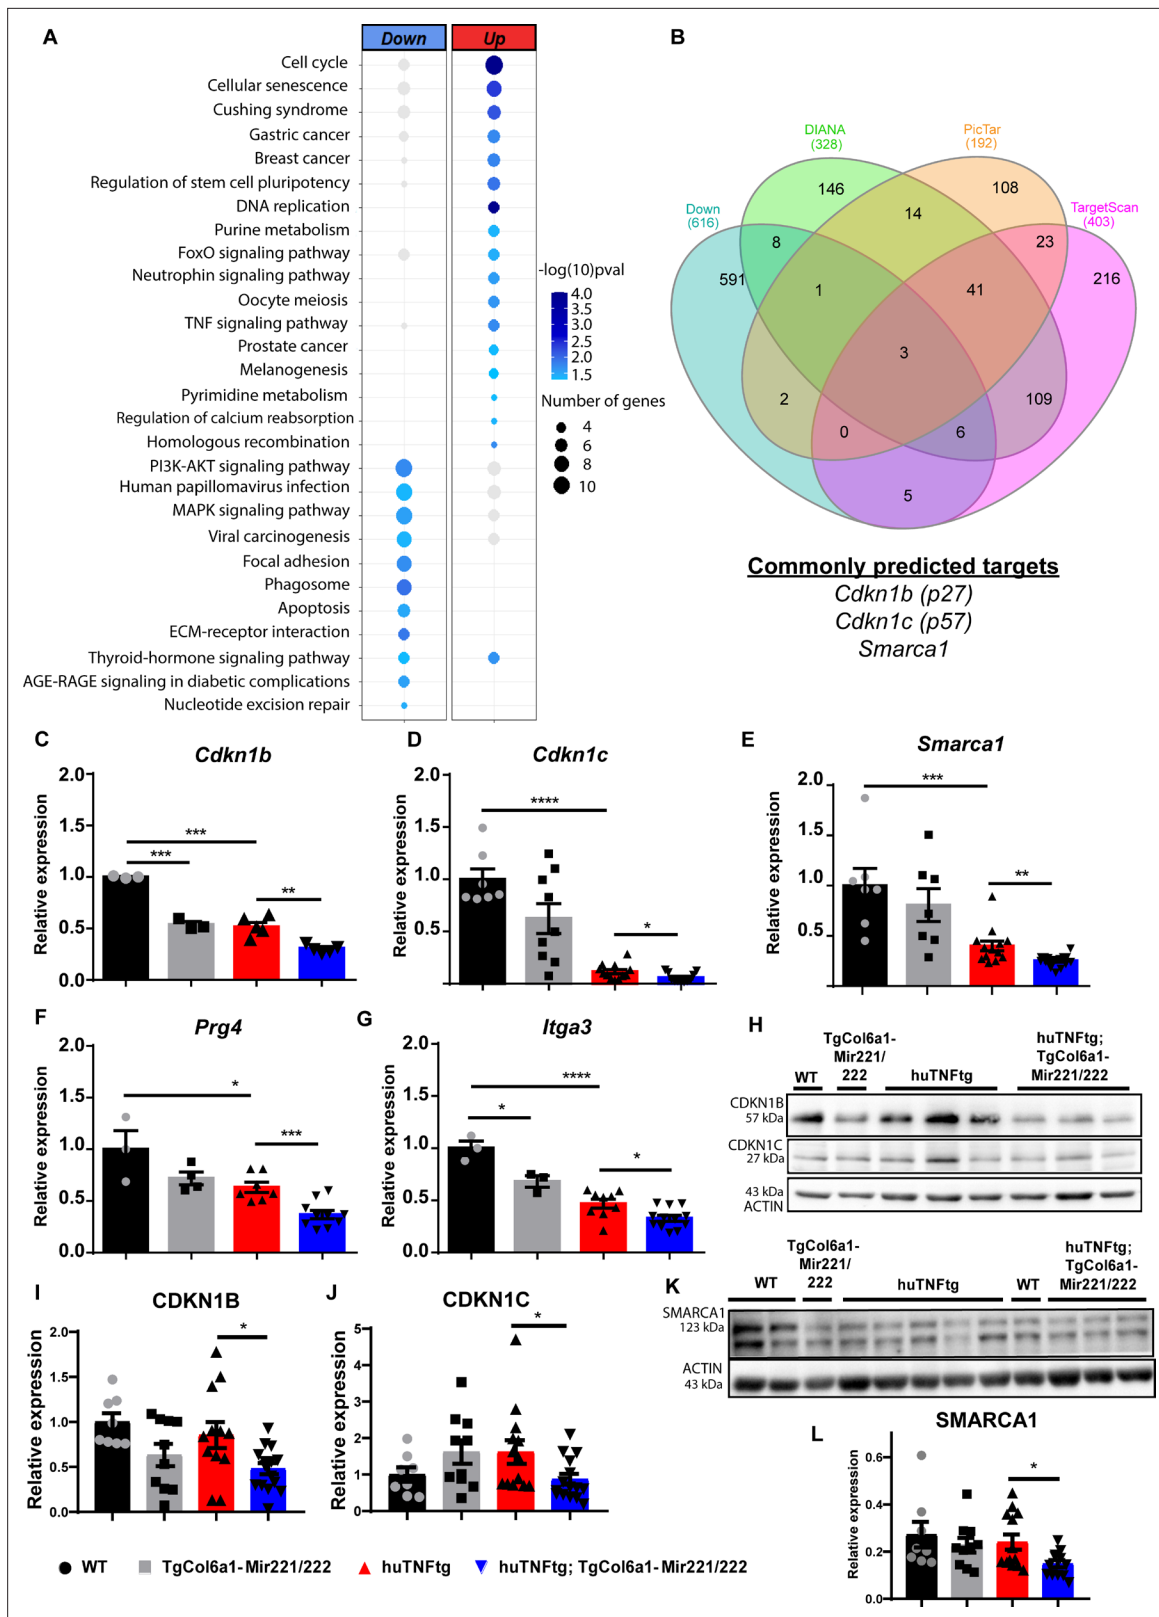 A
Down
Up
Cell cycle
Cellular senescence
Cushing syndrome
Gastric cancer
Breast cancer
Regulation of stem cell pluripotency
DNA replication
Purine metabolism
FoxO signaling pathway
Neutrophin signaling pathway
Oocyte meiosis
TNF signaling pathway
Prostate cancer
Melanogenesis
Pyrimidine metabolism
Regulation of calcium reabsorption
Homologous recombination
PI3K-AKT signaling pathway
Human papillomavirus infection
MAPK signaling pathway
Viral carcinogenesis
Focal adhesion
Phagosome
Apoptosis
ECM-receptor interaction
Thyroid-hormone signaling pathway
AGE-RAGE signaling in diabetic complications
Nucleotide excision repair
-log(10)pval
4.0
3.5
3.0
2.5
2.0
1.5
Number of genes
4
6
8
10
B
DIANA
(328)
PicTar
(192)
Down
(616)
TargetScan
(403)
146
108
14
8
23
591
1
41
216
3
2
109
0
6
5
Commonly predicted targets
Cdkn1b (p27)
Cdkn1c (p57)
Smarca1
C
Cdkn1b
Relative expression
2.0
1.5
1.0
0.5
0.0
***
***
**
D
Cdkn1c
Relative expression
2.0
1.5
1.0
0.5
****
*
E
Smarca1
Relative expression
2.0
1.5
1.0
0.5
***
**
F
Prg4
Relative expression
2.0
1.5
1.0
0.5
0.0
*
***
G
Itga3
Relative expression
2.0
1.5
1.0
0.5
0.0
****
*
*
H
WT
TgCol6a1-
Mir221/
222
huTNFtg
huTNFtg;
TgCol6a1-
Mir221/222
CDKN1B
57 kDa
CDKN1C
27 kDa
43 kDa
ACTIN
I
CDKN1B
Relative expression
2.0
1.5
1.0
0.5
0.0
*
J
CDKN1C
Relative expression
5
4
2
1
0
*
K
WT
TgCol6a1-
Mir221/
222
huTNFtg
WT
huTNFtg;
TgCol6a1-
Mir221/222
SMARCA1
123 kDa
ACTIN
43 kDa
L
SMARCA1
Relative expression
0.6
0.4
0.2
0.0
*
WT
TgCol6a1-Mir221/222
huTNFtg
huTNFtg; TgCol6a1-Mir221/222